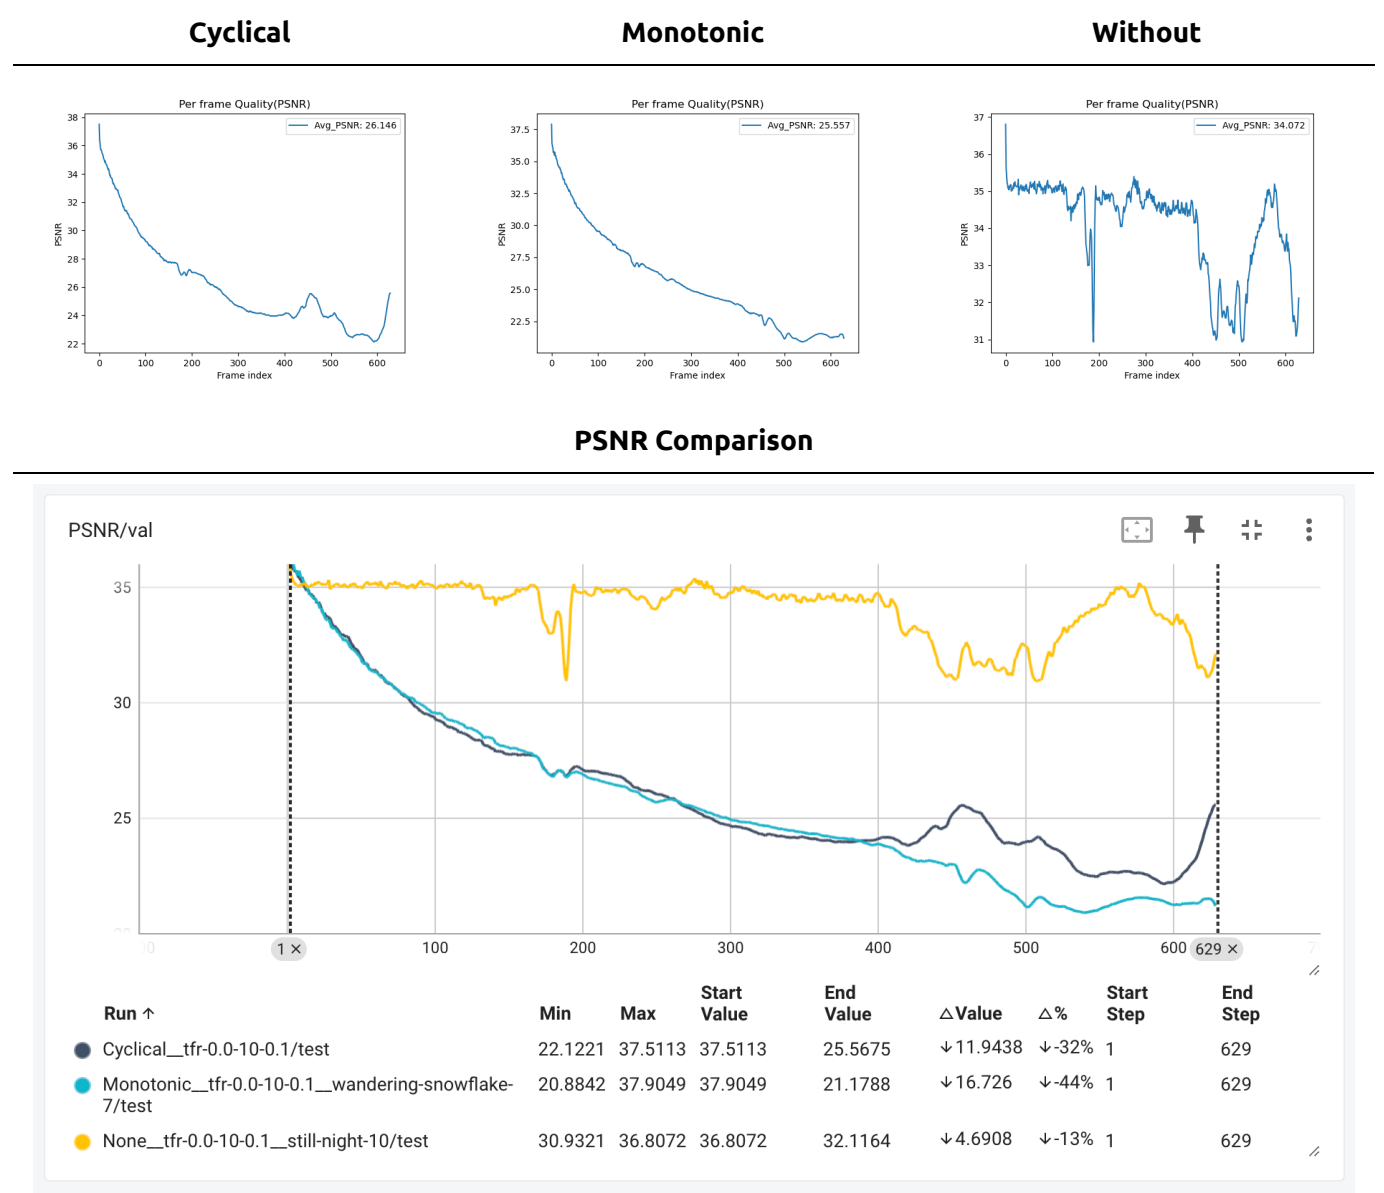 Cyclical
Monotonic
Without
Per frame Quality(PSNR)
Avg_PSNR: 26.146
38
36
34
32
30
28
26
24
22
PSNR
0 100 200 300 400 500 600
Frame index
Per frame Quality(PSNR)
Avg_PSNR: 25.557
37.5
35.0
32.5
30.0
27.5
25.0
22.5
PSNR
0 100 200 300 400 500 600
Frame index
Per frame Quality(PSNR)
Avg_PSNR: 34.072
37
36
35
34
33
32
31
PSNR
0 100 200 300 400 500 600
Frame index
PSNR Comparison
PSNR/val
35
30
25
20
1 × 100 200 300 400 500 600 629 ×
Run ↑ Min Max Start Value End Value △Value △% Start Step End Step
Cyclical__tfr-0.0-10-0.1/test 22.1221 37.5113 37.5113 25.5675 ↓11.9438 ↓-32% 1 629
Monotonic__tfr-0.0-10-0.1__wandering-snowflake- 20.8842 37.9049 37.9049 21.1788 ↓16.726 ↓-44% 1 629
7/test
None__tfr-0.0-10-0.1__still-night-10/test 30.9321 36.8072 36.8072 32.1164 ↓4.6908 ↓-13% 1 629